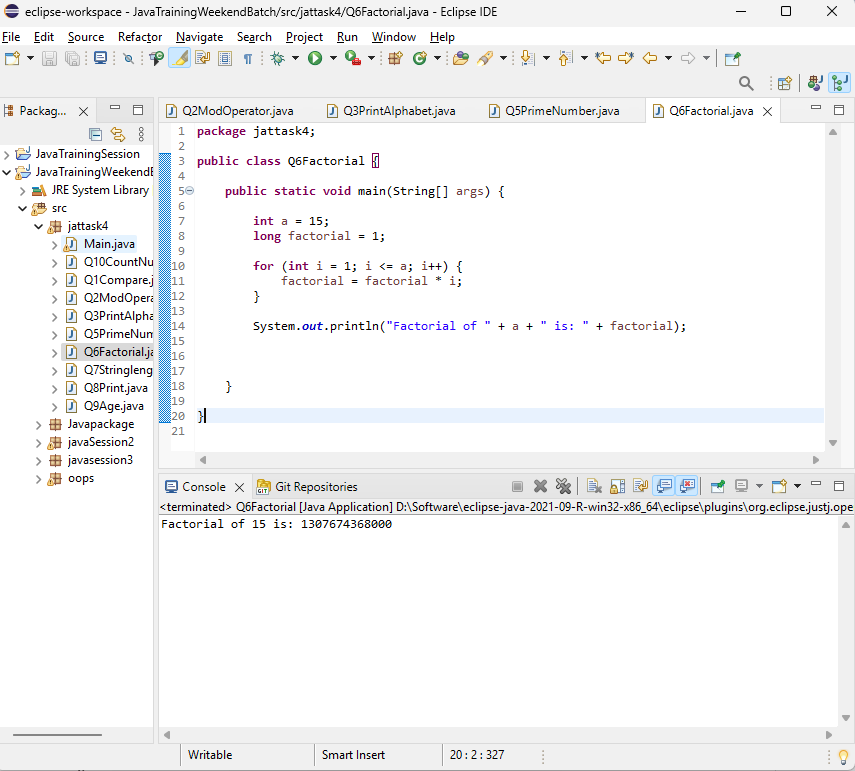 eclipse-workspace - JavaTrainingWeekendBatch/src/jattask4/Q6Factorial.java - Eclipse IDE
File Edit Source Refactor Navigate Search Project Run Window Help
Packag...
JavaTrainingSession
JavaTrainingWeekendE
JRE System Library
src
jattask4
Main.java
Q10CountNu
Q1Compare.j
Q2ModOpera
Q3PrintAlpha
Q5PrimeNum
Q6Factorial.ja
Q7Stringleng
Q8Print.java
Q9Age.java
Javapackage
javaSession2
javasession3
oops
Q2ModOperator.java Q3PrintAlphabet.java Q5PrimeNumber.java Q6Factorial.java
1 package jattask4;
2
3 public class Q6Factorial {
4
5 public static void main(String[] args) {
6
7 int a = 15;
8 long factorial = 1;
9
10 for (int i = 1; i <= a; i++) {
11 factorial = factorial * i;
12 }
13
14 System.out.println("Factorial of " + a + " is: " + factorial);
15
16
17
18 }
19
20 }
21
Console Git Repositories
<terminated> Q6Factorial [Java Application] D:\Software\eclipse-java-2021-09-R-win32-x86_64\eclipse\plugins\org.eclipse.justj.ope
Factorial of 15 is: 1307674368000
Writable Smart Insert 20 : 2 : 327